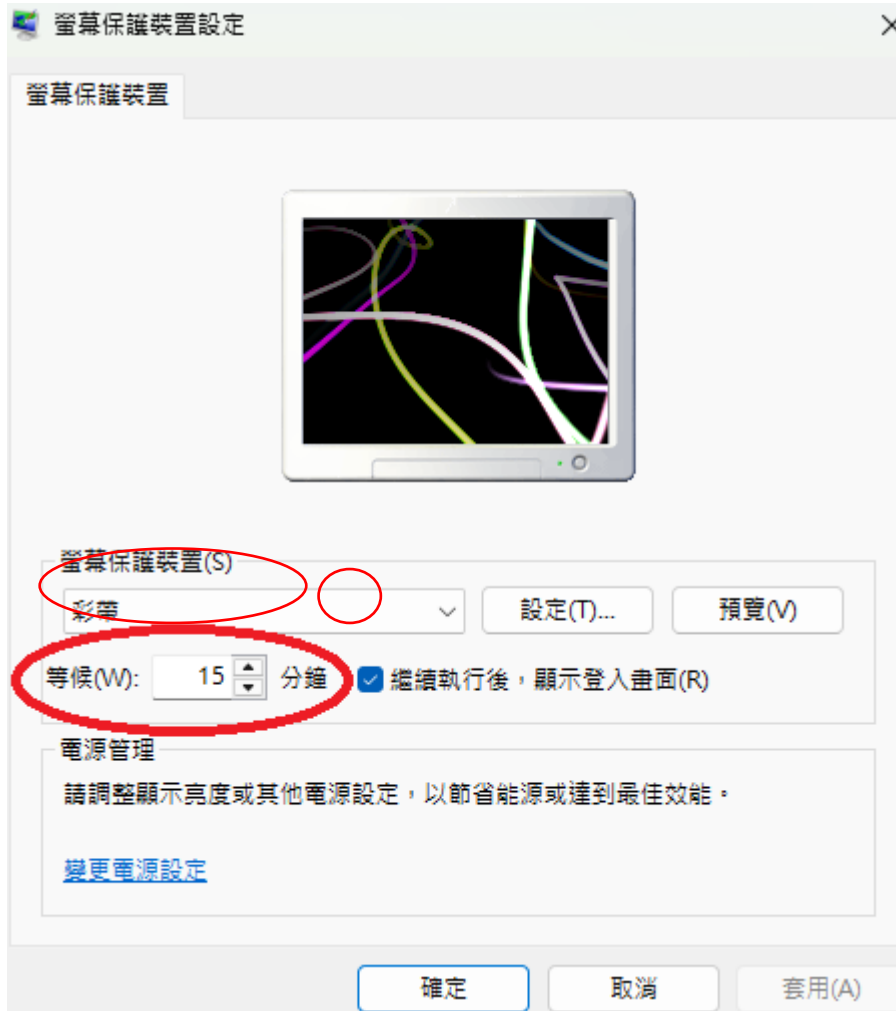 螢幕保護裝置設定
螢幕保護裝置
螢幕保護裝置(S)
彩帶 設定(T)... 預覽(V)
等候(W): 15 分鐘 繼續執行後，顯示登入畫面(R)
電源管理
請調整顯示亮度或其他電源設定，以節省能源或達到最佳效能。
變更電源設定
確定 取消 套用(A)